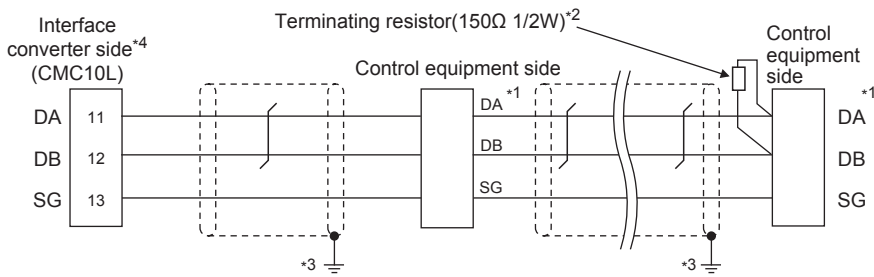 Terminating resistor(150Ω 1/2W)*2
Interface
converter side*4
(CMC10L)
Control equipment side
Control
equipment
side
*1
*1
DA 11 DA DA
DB 12 DB DB
SG 13 SG SG
*3
*3